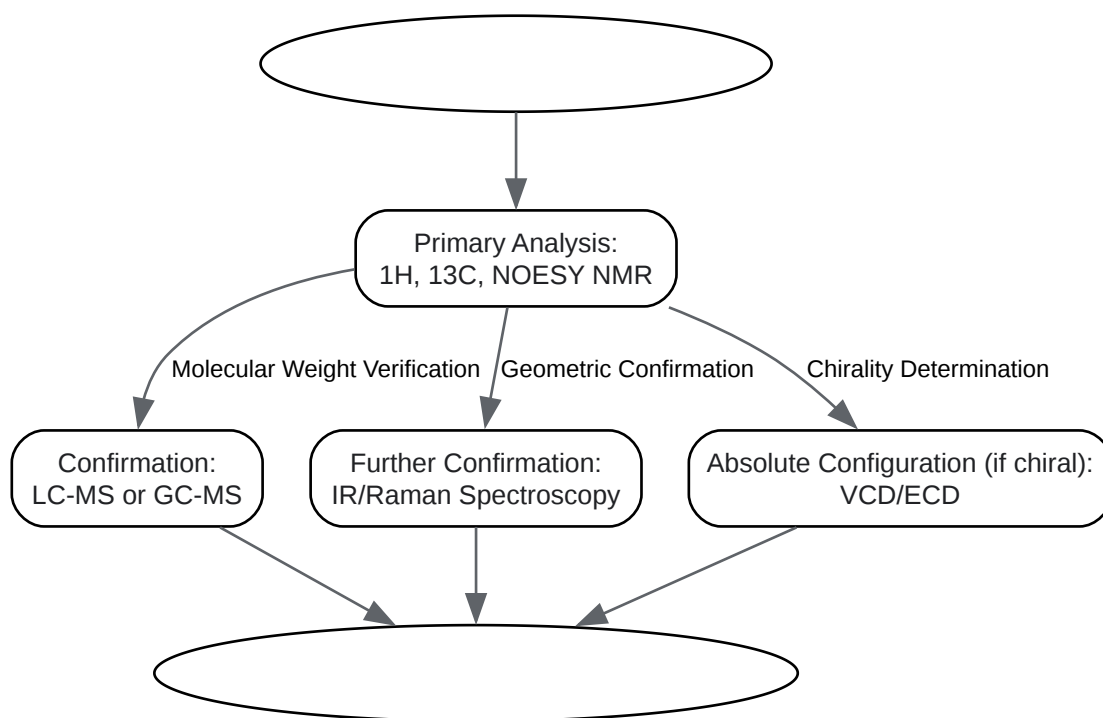 Primary Analysis:
1H, 13C, NOESY NMR
Molecular Weight Verification
Geometric Confirmation
Chirality Determination
Confirmation:
LC-MS or GC-MS
Further Confirmation:
IR/Raman Spectroscopy
Absolute Configuration (if chiral):
VCD/ECD